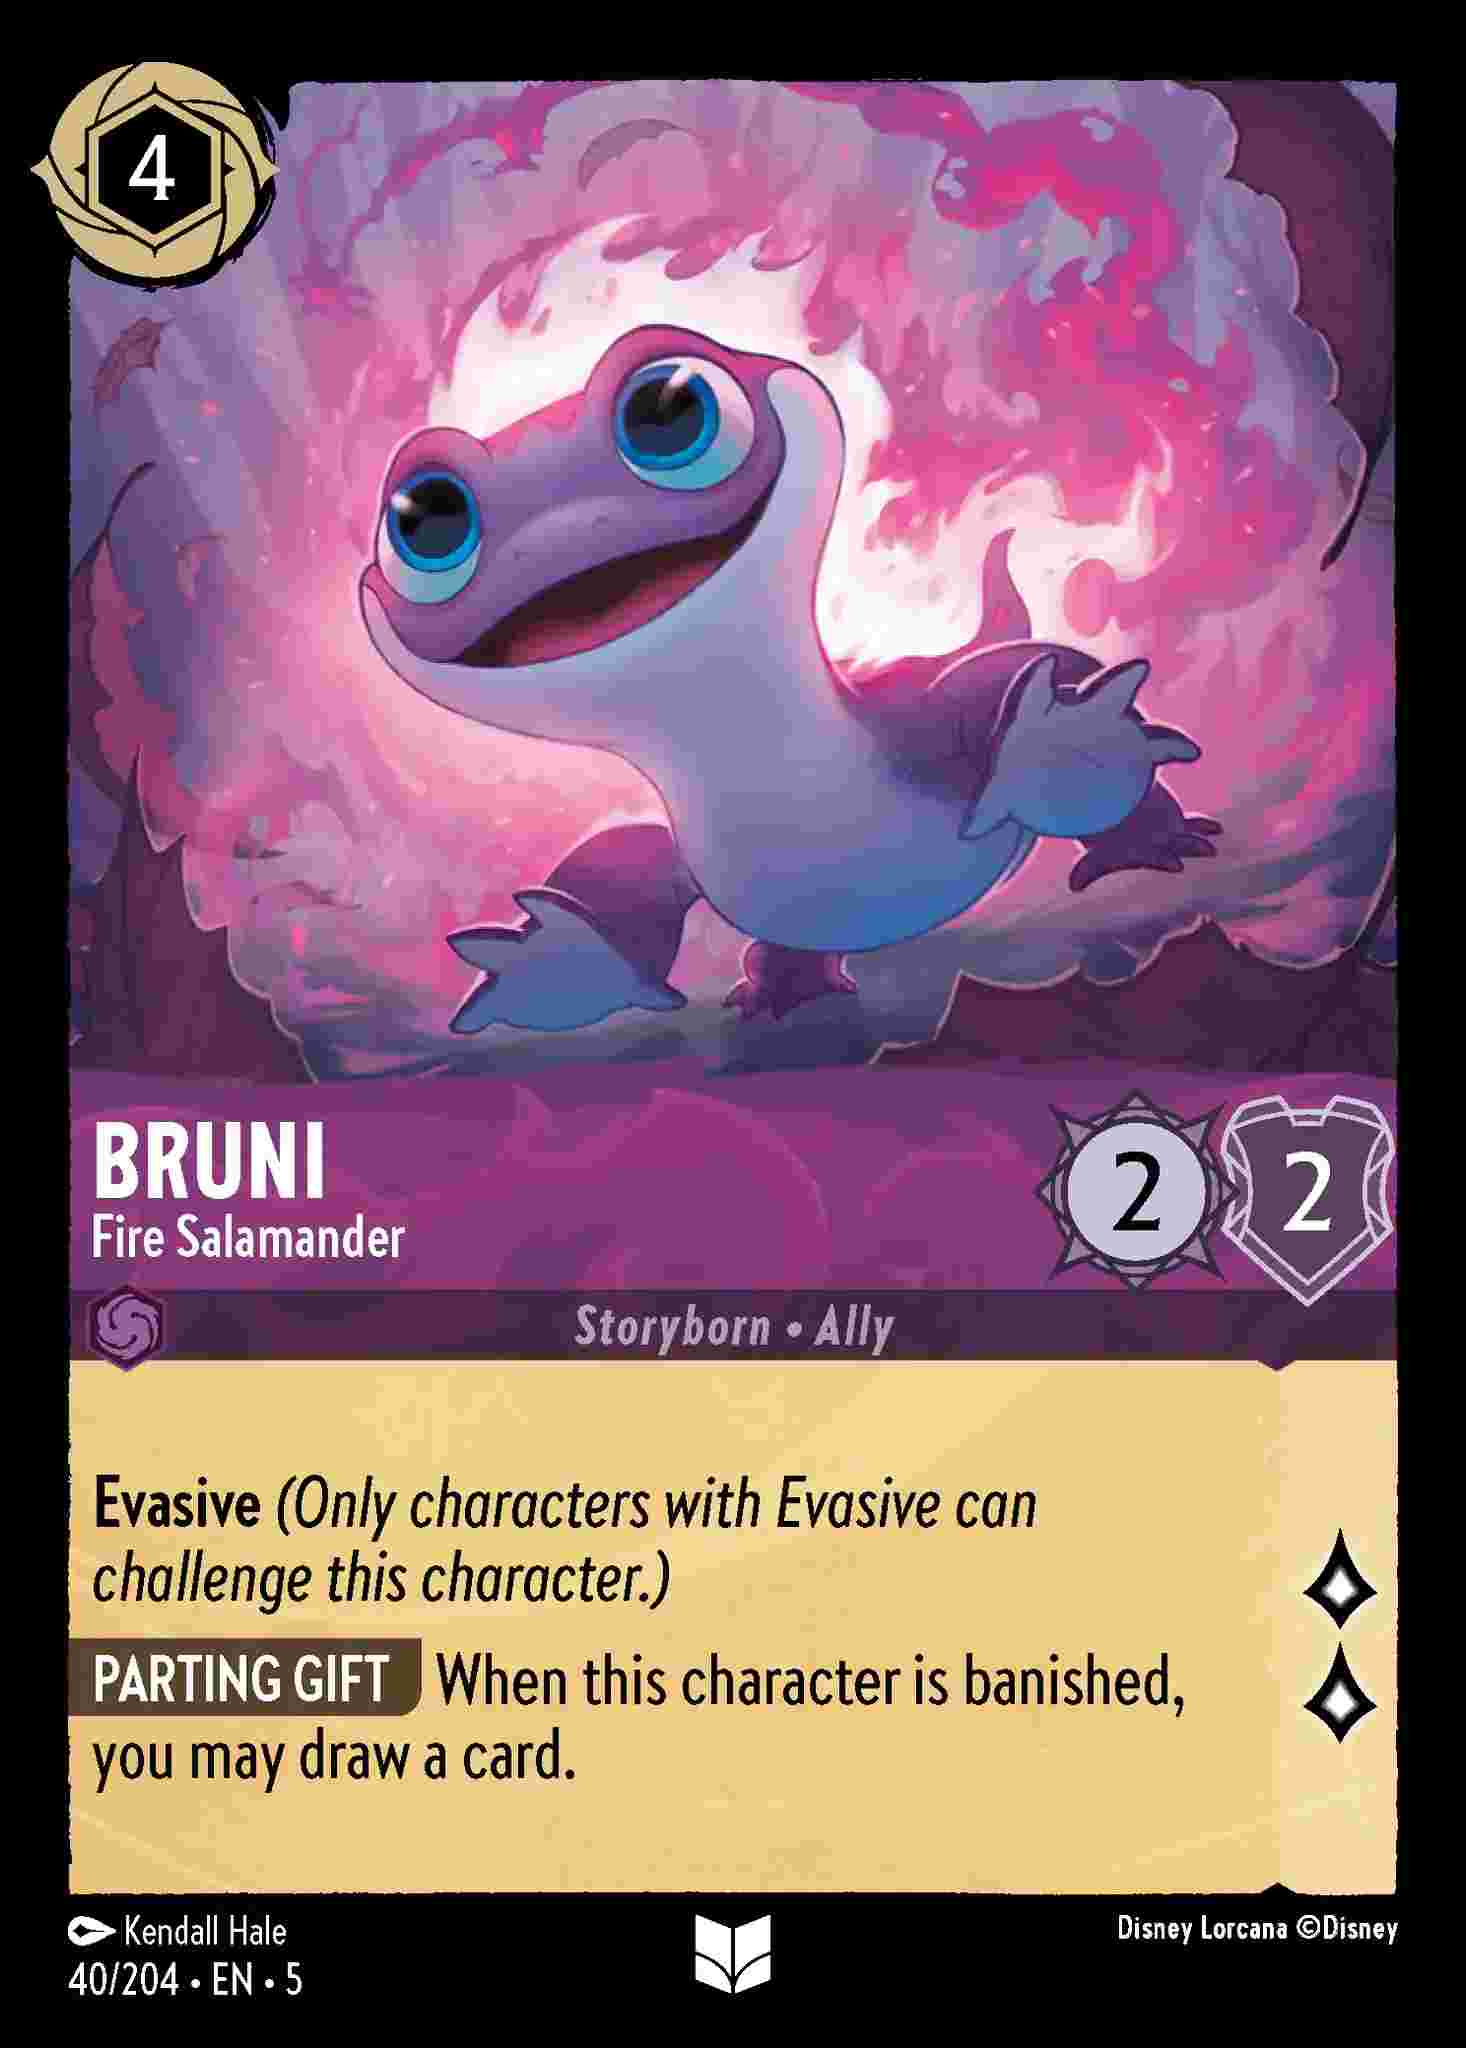 4
BRUNI
Fire Salamander
2
2
Storyborn • Ally
Evasive (Only characters with Evasive can
challenge this character.)
PARTING GIFT When this character is banished,
you may draw a card.
Kendall Hale
Disney Lorcana ©Disney
40/204 • EN • 5